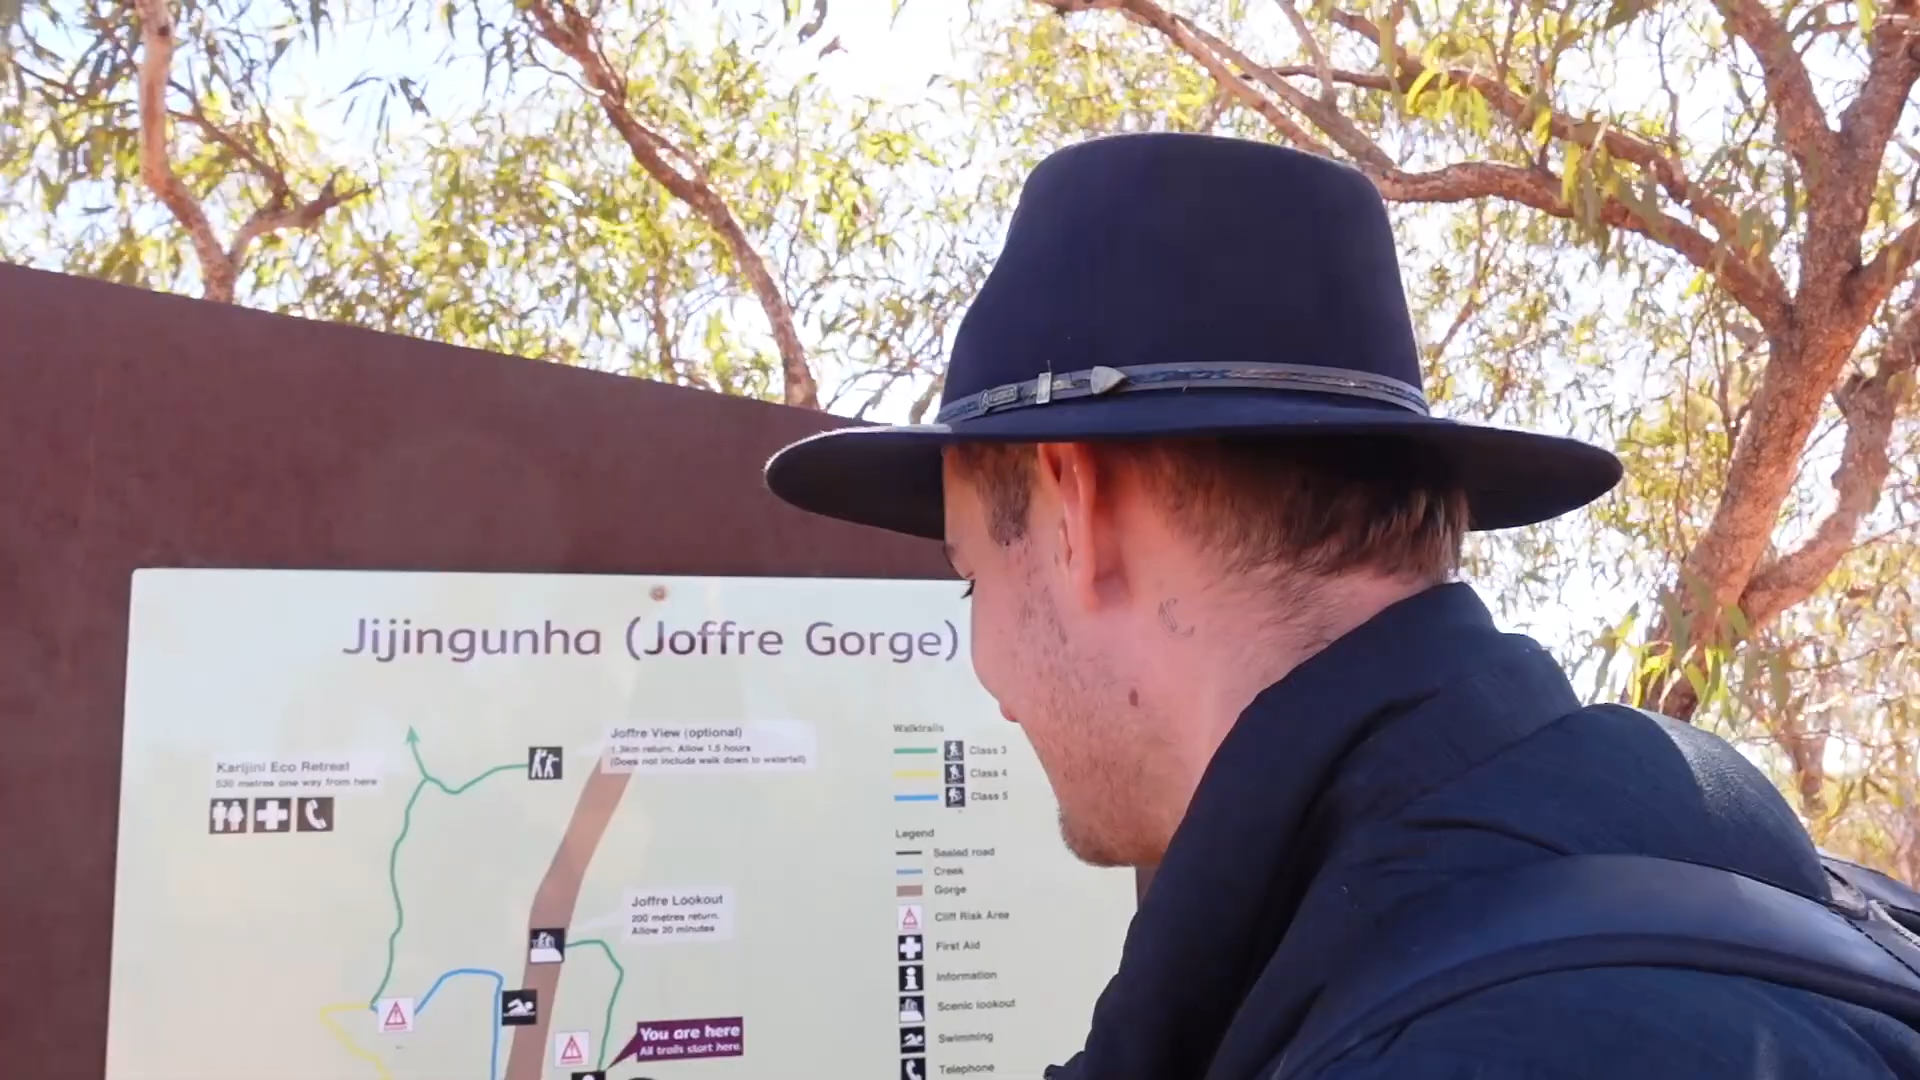 Jijingunha (Joffre Gorge)
Joffre View (optional)
1.3km return. Allow 1.5 hours
(Does not include walk down to waterfall)
Karijini Eco Retreat
530 metres one way from here
Joffre Lookout
200 metres return.
Allow 20 minutes
You are here
All trails start here.
Walktrails
Class 3
Class 4
Class 5
Legend
Sealed road
Creek
Gorge
Cliff Risk Area
First Aid
Information
Scenic lookout
Swimming
Telephone